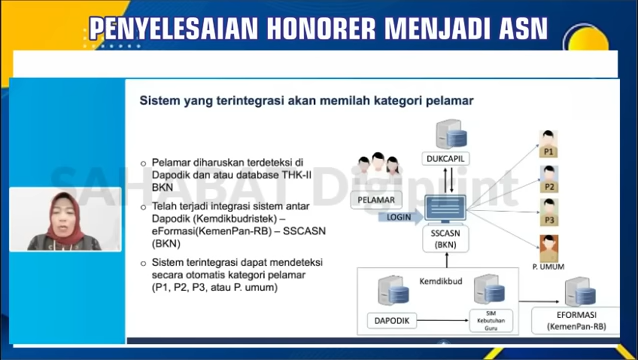 PENYELESAIAN HONORER MENJADI ASN
Sistem yang terintegrasi akan memilah kategori pelamar
Pelamar diharuskan terdeteksi di
Dapodik dan atau database THK-II
BKN
Telah terjadi integrasi sistem antar
Dapodik (Kemdikbudristek) –
eFormasi(KemenPan-RB) – SSCASN
(BKN)
Sistem terintegrasi dapat mendeteksi
secara otomatis kategori pelamar
(P1, P2, P3, atau P. umum)
DUKCAPIL
PELAMAR
LOGIN
SSCASN
(BKN)
P1
P2
P3
P. UMUM
Kemdikbud
DAPODIK
SIM
Kebutuhan
Guru
EFORMASI
(KemenPan-RB)
SAHABAT Digiprint